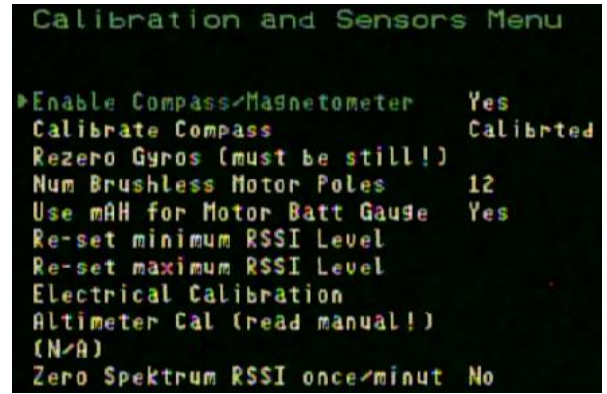 Calibration and Sensors Menu
▶Enable Compass/Magnetometer Yes
Calibrate Compass Calibrted
Rezero Gyros (must be still!)
Num Brushless Motor Poles 12
Use mAH for Motor Batt Gauge Yes
Re-set minimum RSSI Level
Re-set maximum RSSI Level
Electrical Calibration
Altimeter Cal (read manual!)
(N/A)
Zero Spektrum RSSI once/minut No